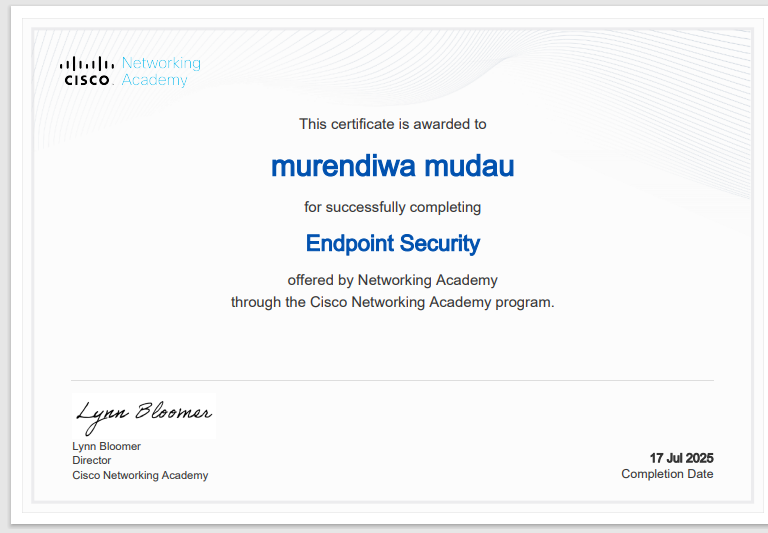 Networking
CISCO. Academy
This certificate is awarded to
murendiwa mudau
for successfully completing
Endpoint Security
offered by Networking Academy
through the Cisco Networking Academy program.
Lynn Bloomer
Lynn Bloomer
Director
Cisco Networking Academy
17 Jul 2025
Completion Date